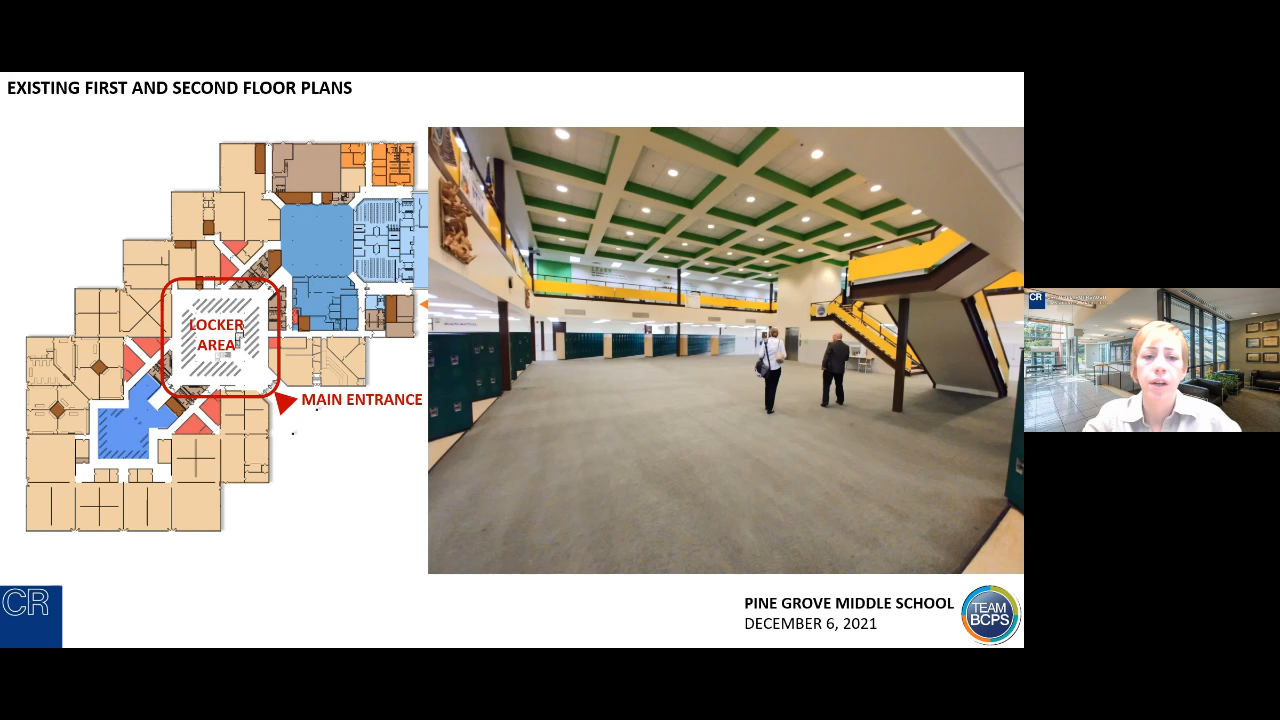 EXISTING FIRST AND SECOND FLOOR PLANS
LOCKER
AREA
MAIN ENTRANCE
CR
CR
PINE GROVE MIDDLE SCHOOL
DECEMBER 6, 2021
TEAM
BCPS